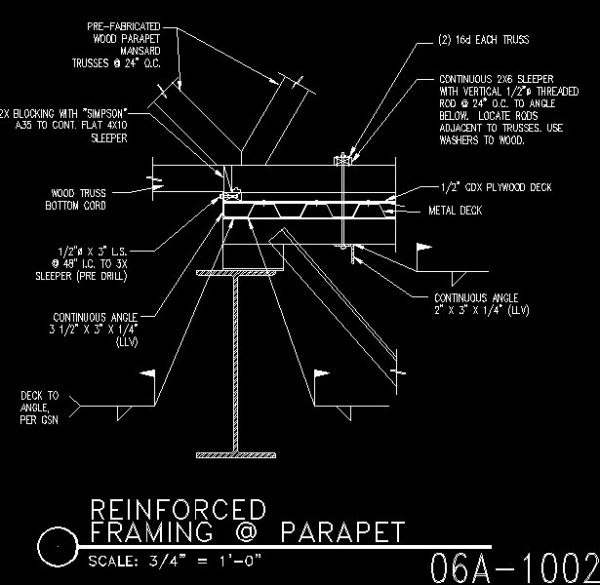 PRE-FABRICATED
WOOD PARAPET
MANSARD
TRUSSES @ 24" O.C.
(2) 16d EACH TRUSS
CONTINUOUS 2X6 SLEEPER
WITH VERTICAL 1/2"ø THREADED
ROD @ 24" O.C. TO ANGLE
BELOW. LOCATE RODS
ADJACENT TO TRUSSES. USE
WASHERS TO WOOD.
2X BLOCKING WITH "SIMPSON"
A35 TO CONT. FLAT 4X10
SLEEPER
WOOD TRUSS
BOTTOM CORD
1/2" CDX PLYWOOD DECK
METAL DECK
1/2"ø X 3" L.S.
@ 48" I.C. TO 3X
SLEEPER (PRE DRILL)
CONTINUOUS ANGLE
2" X 3" X 1/4" (LLV)
CONTINUOUS ANGLE
3 1/2" X 3" X 1/4"
(LLV)
DECK TO
ANGLE,
PER GSN
REINFORCED
FRAMING @ PARAPET
SCALE: 3/4" = 1'-0"
06A-1002